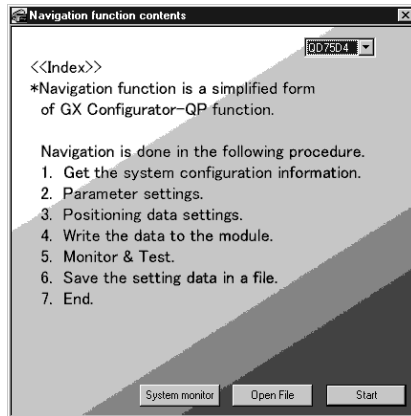 Navigation function contents
QD75D4
<<Index>>
*Navigation function is a simplified form
of GX Configurator-QP function.
Navigation is done in the following procedure.
1. Get the system configuration information.
2. Parameter settings.
3. Positioning data settings.
4. Write the data to the module.
5. Monitor & Test.
6. Save the setting data in a file.
7. End.
System monitor Open File Start